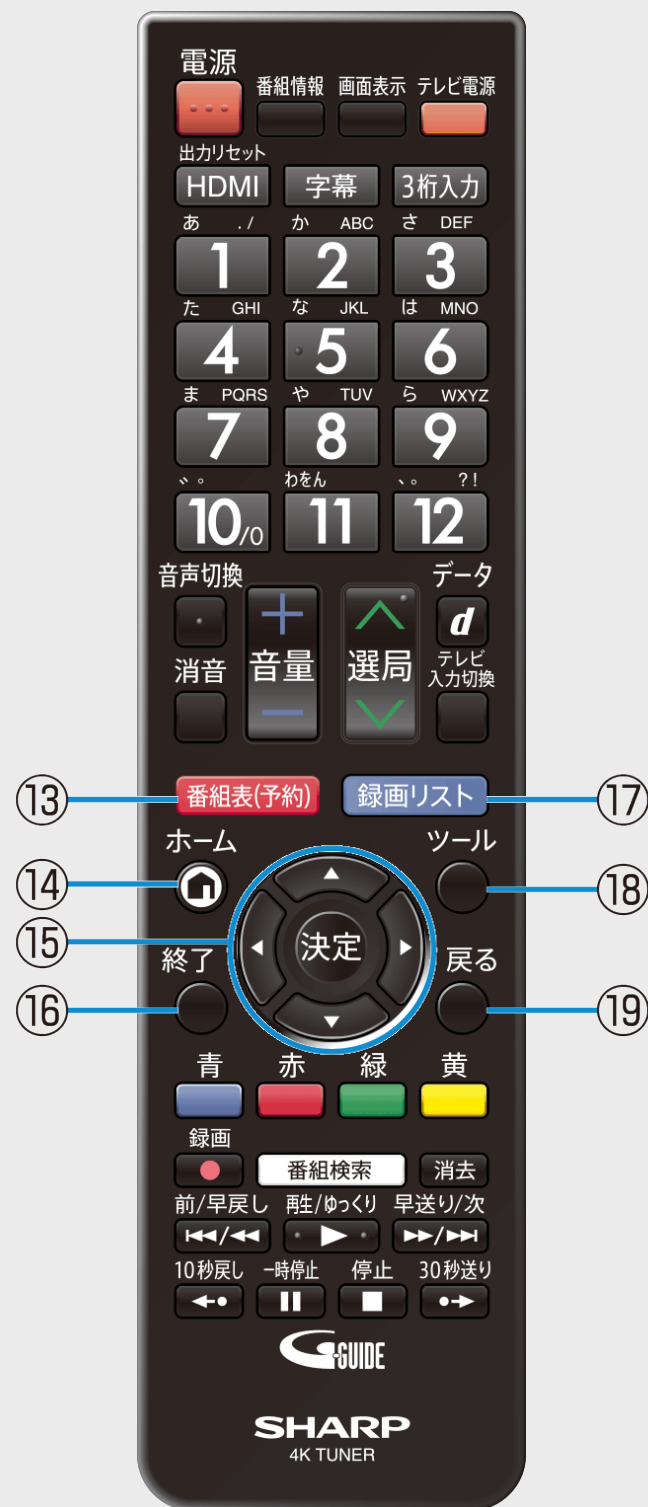 電源
番組情報 画面表示 テレビ電源
出力リセット
HDMI 字幕 3桁入力
あ ./ か ABC さ DEF
1 2 3
た GHI な JKL は MNO
4 5 6
ま PQRS や TUV ら WXYZ
7 8 9
゛゜ わをん 、。 ?!
10/0 11 12
音声切換 データ
＋ d
消音 音量 選局 テレビ
入力切換
－
⑬ 番組表(予約) 録画リスト ⑰
ホーム ツール
⑭ ⑱
⑮ 決定
終了 戻る
⑯ ⑲
青 赤 緑 黄
録画
番組検索 消去
前/早戻し 再生/ゆっくり 早送り/次
10秒戻し 一時停止 停止 30秒送り
G-GUIDE
SHARP
4K TUNER